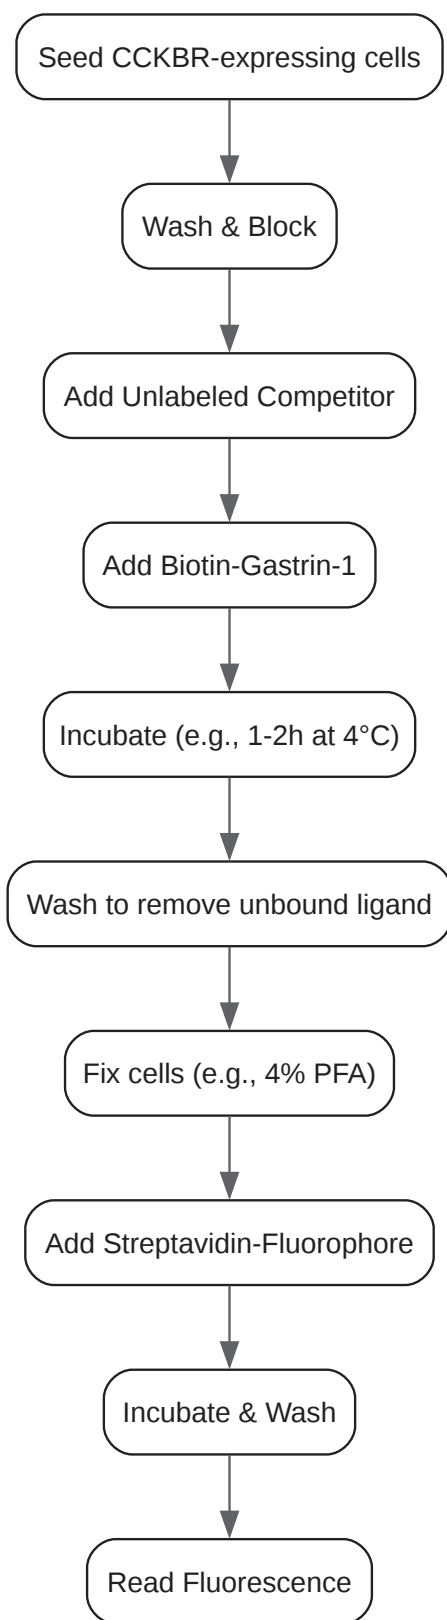 Seed CCKBR-expressing cells
Wash & Block
Add Unlabeled Competitor
Add Biotin-Gastrin-1
Incubate (e.g., 1-2h at 4°C)
Wash to remove unbound ligand
Fix cells (e.g., 4% PFA)
Add Streptavidin-Fluorophore
Incubate & Wash
Read Fluorescence